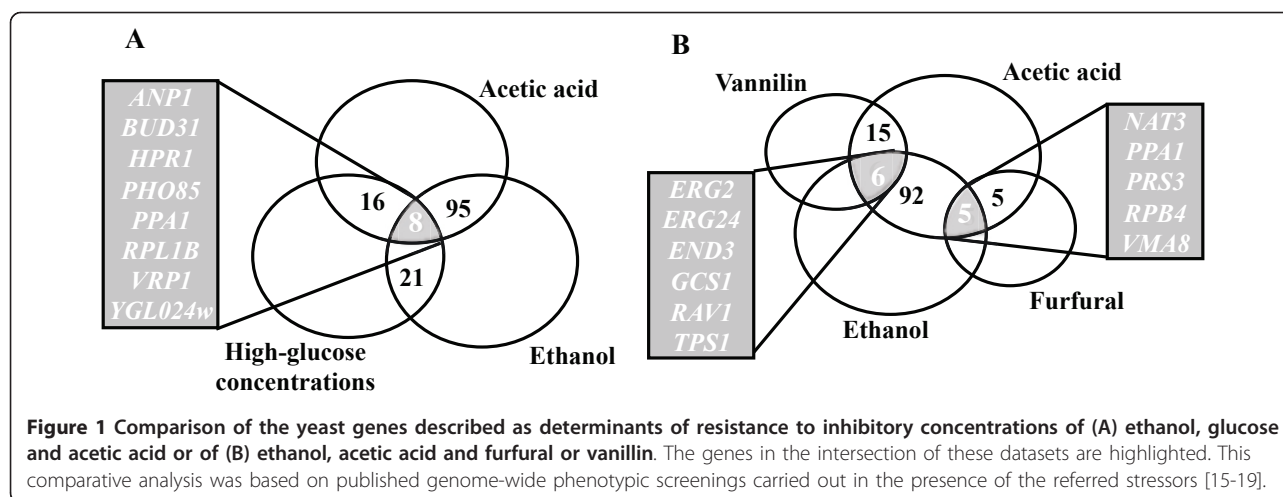 A
B
Acetic acid
Vannilin
Acetic acid
ANP1
BUD31
HPR1
PHO85
PPA1
RPL1B
VRP1
YGL024w
16
8
95
21
High-glucose
concentrations
Ethanol
15
6
92
5
5
ERG2
ERG24
END3
GCS1
RAV1
TPS1
NAT3
PPA1
PRS3
RPB4
VMA8
Ethanol
Furfural
Figure 1 Comparison of the yeast genes described as determinants of resistance to inhibitory concentrations of (A) ethanol, glucose
and acetic acid or of (B) ethanol, acetic acid and furfural or vanillin. The genes in the intersection of these datasets are highlighted. This
comparative analysis was based on published genome-wide phenotypic screenings carried out in the presence of the referred stressors [15-19].